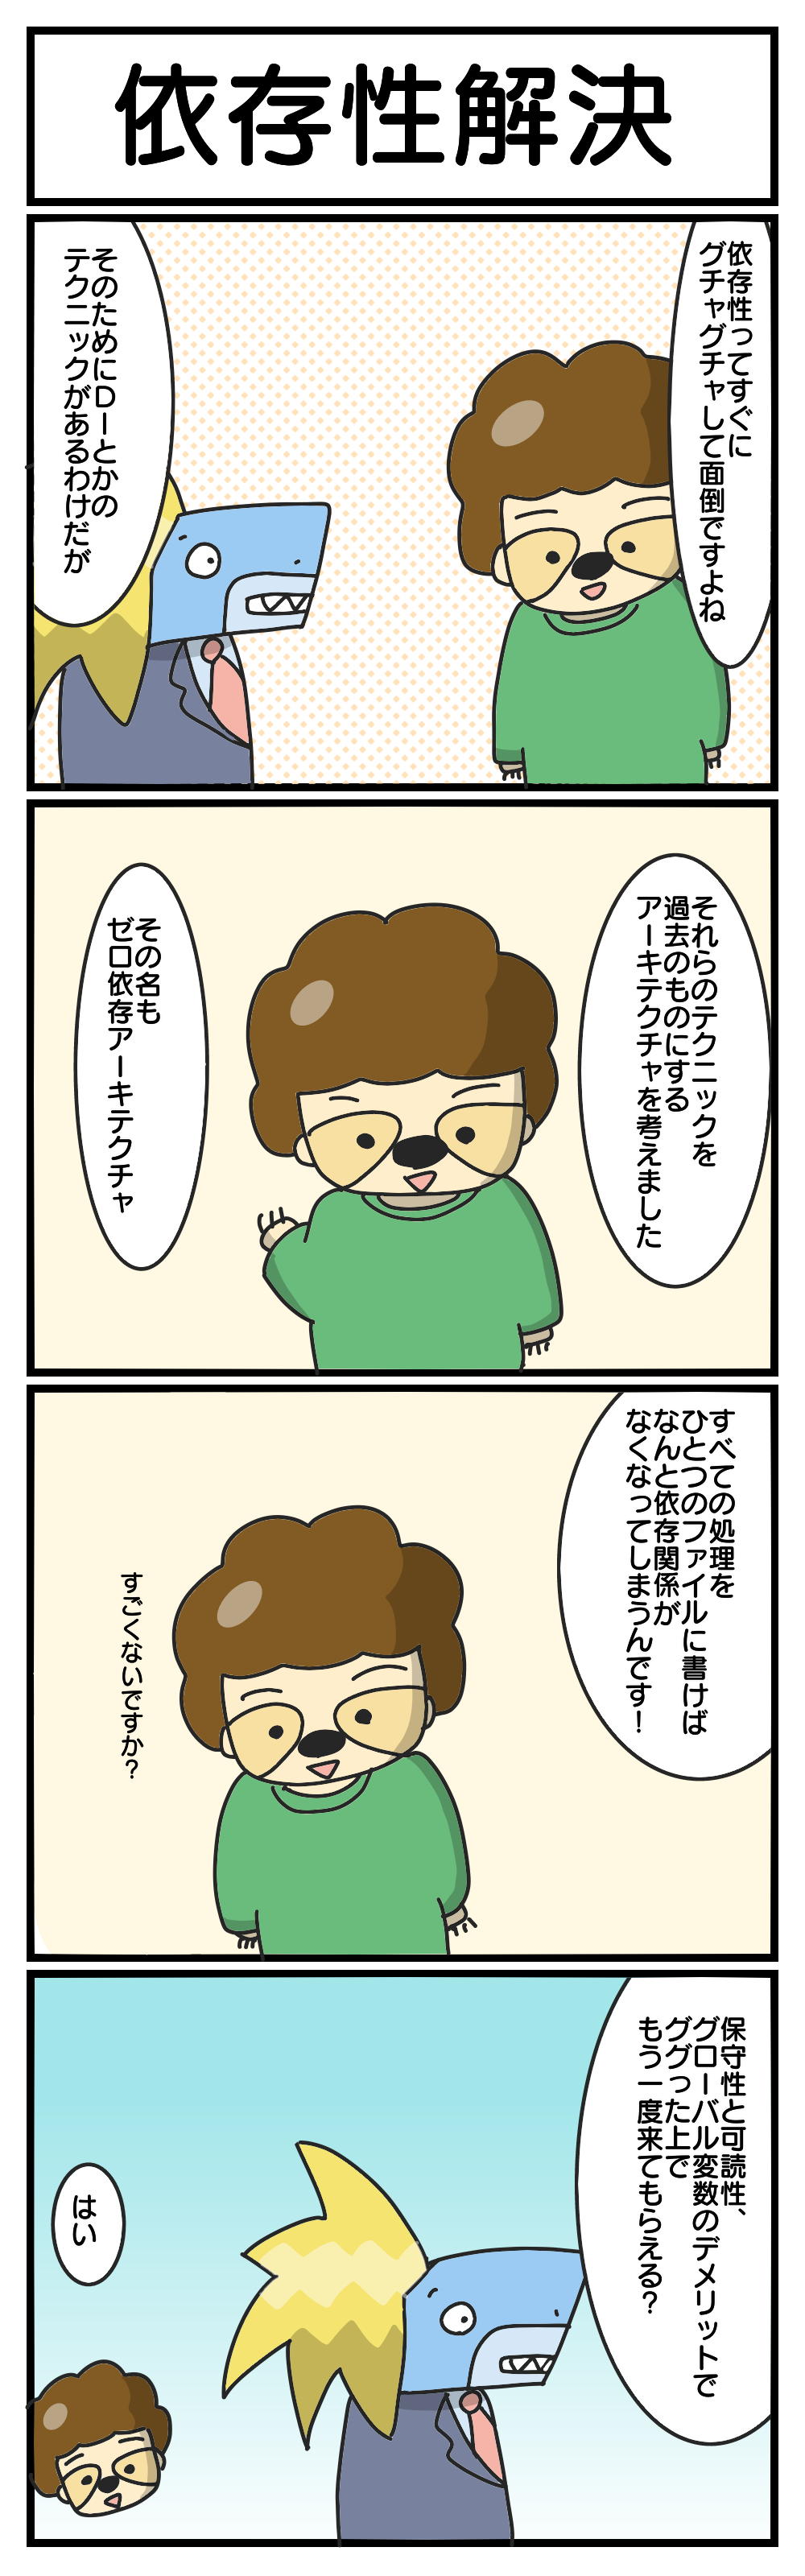 依存性解決
依存性ってすぐに
グチャグチャして面倒ですよね
そのためにDIとかの
テクニックがあるわけだが
それらのテクニックを
過去のものにする
アーキテクチャを考えました
その名も
ゼロ依存アーキテクチャ
すべての処理を
ひとつのファイルに書けば
なんと依存関係が
なくなってしまうんです！
すごくないですか？
保守性と可読性、
グローバル変数のデメリットで
ググった上で
もう一度来てもらえる？
はい